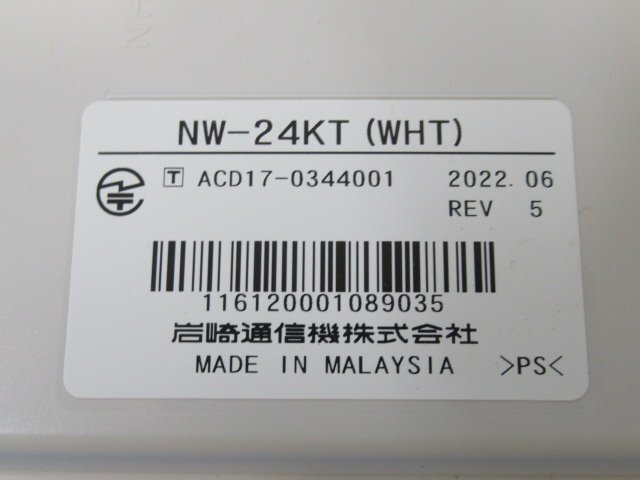 NW-24KT (WHT)
T ACD17-0344001 2022. 06
REV 5
116120001089035
岩崎通信機株式会社
MADE IN MALAYSIA >PS<